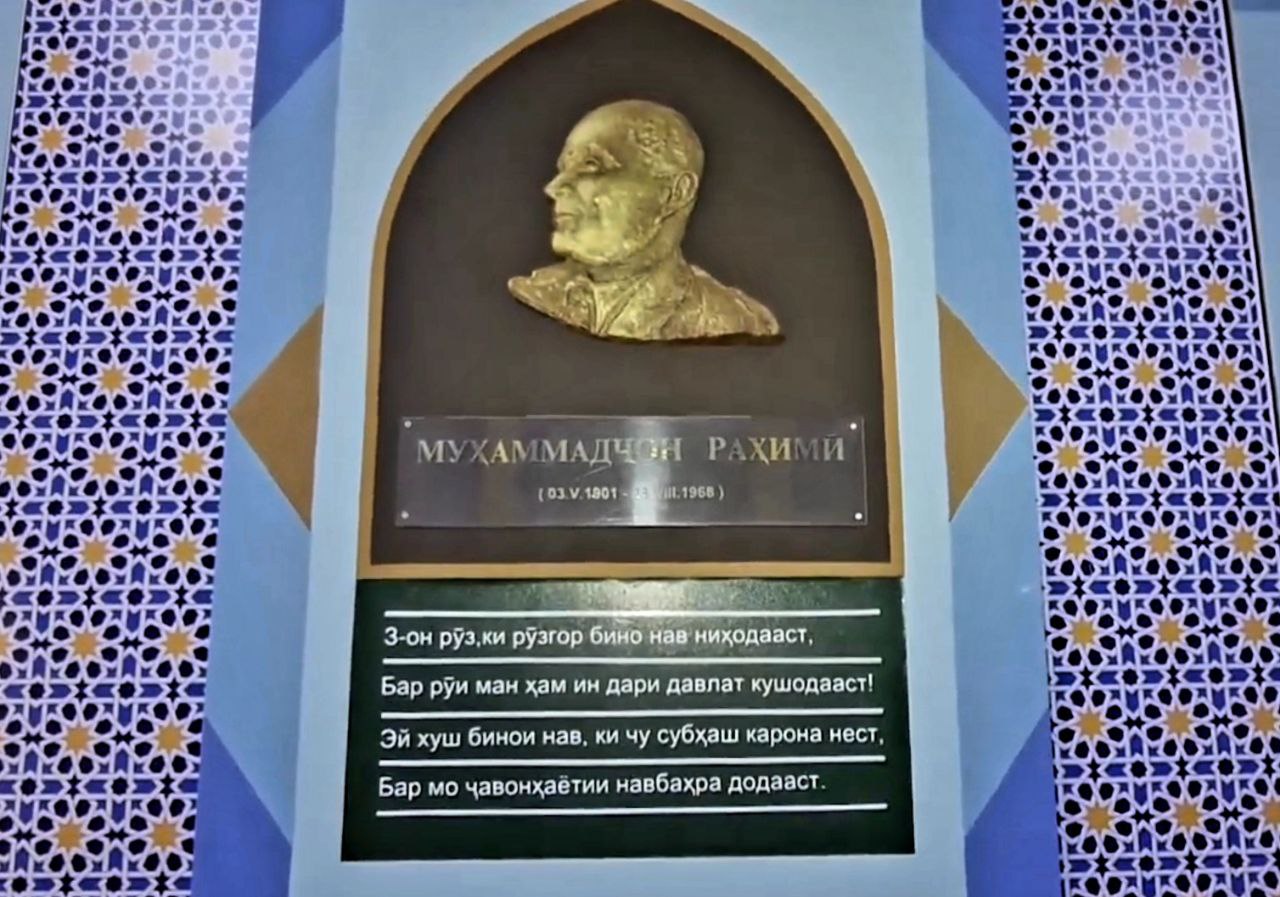 МУҲАММАДҶОН РАҲИМӢ
( 03.V.1901 - .VIII.1968 )
З-он рӯз,ки рӯзгор бино нав ниҳодааст,
Бар рӯи ман ҳам ин дари давлат кушодааст!
Эй хуш бинои нав, ки чу субҳаш карона нест,
Бар мо ҷавонҳаётии навбаҳра додааст.